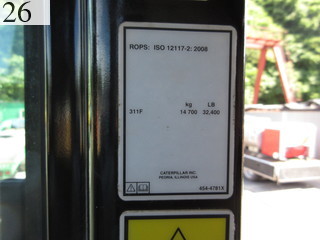 26
ROPS: ISO 12117-2: 2008
kg LB
311F 14 700 32,400
CATERPILLAR INC.
PEORIA, ILLINOIS USA
454-4791X